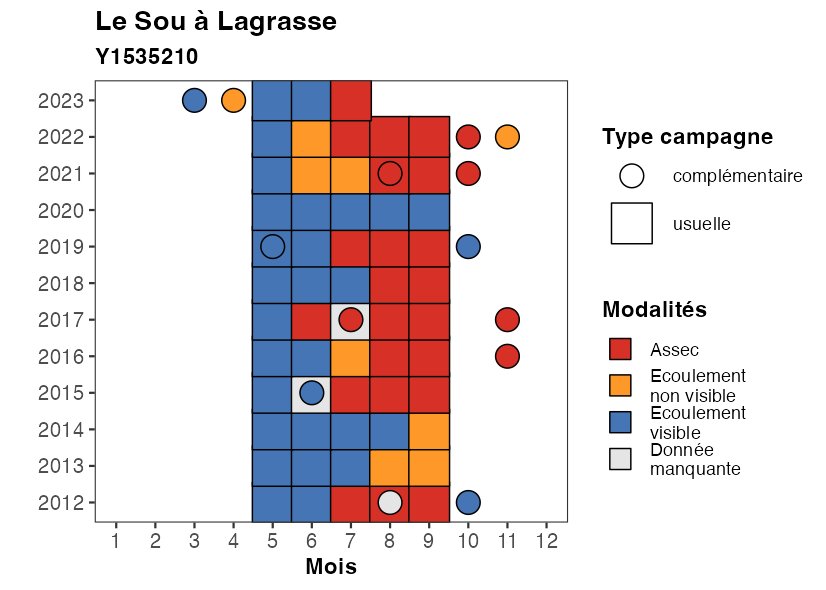 Le Sou à Lagrasse
Y1535210
2023
2022
2021
2020
2019
2018
2017
2016
2015
2014
2013
2012
1 2 3 4 5 6 7 8 9 10 11 12
Mois
Type campagne
complémentaire
usuelle
Modalités
Assec
Ecoulement
non visible
Ecoulement
visible
Donnée
manquante